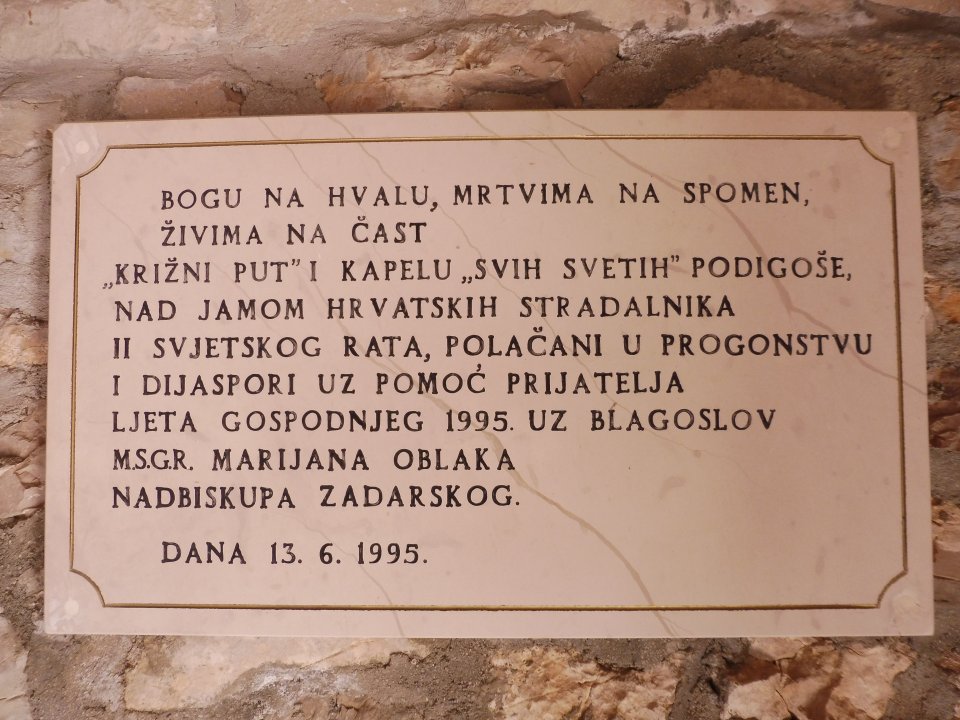 BOGU NA HVALU, MRTVIMA NA SPOMEN,
ŽIVIMA NA ČAST
„KRIŽNI PUT” I KAPELU „SVIH SVETIH” PODIGOŠE,
NAD JAMOM HRVATSKIH STRADALNIKA
II SVJETSKOG RATA, POLAČANI U PROGONSTVU
I DIJASPORI UZ POMOĆ PRIJATELJA
LJETA GOSPODNJEG 1995. UZ BLAGOSLOV
M.S.G.R. MARIJANA OBLAKA
NADBISKUPA ZADARSKOG.
DANA 13. 6. 1995.